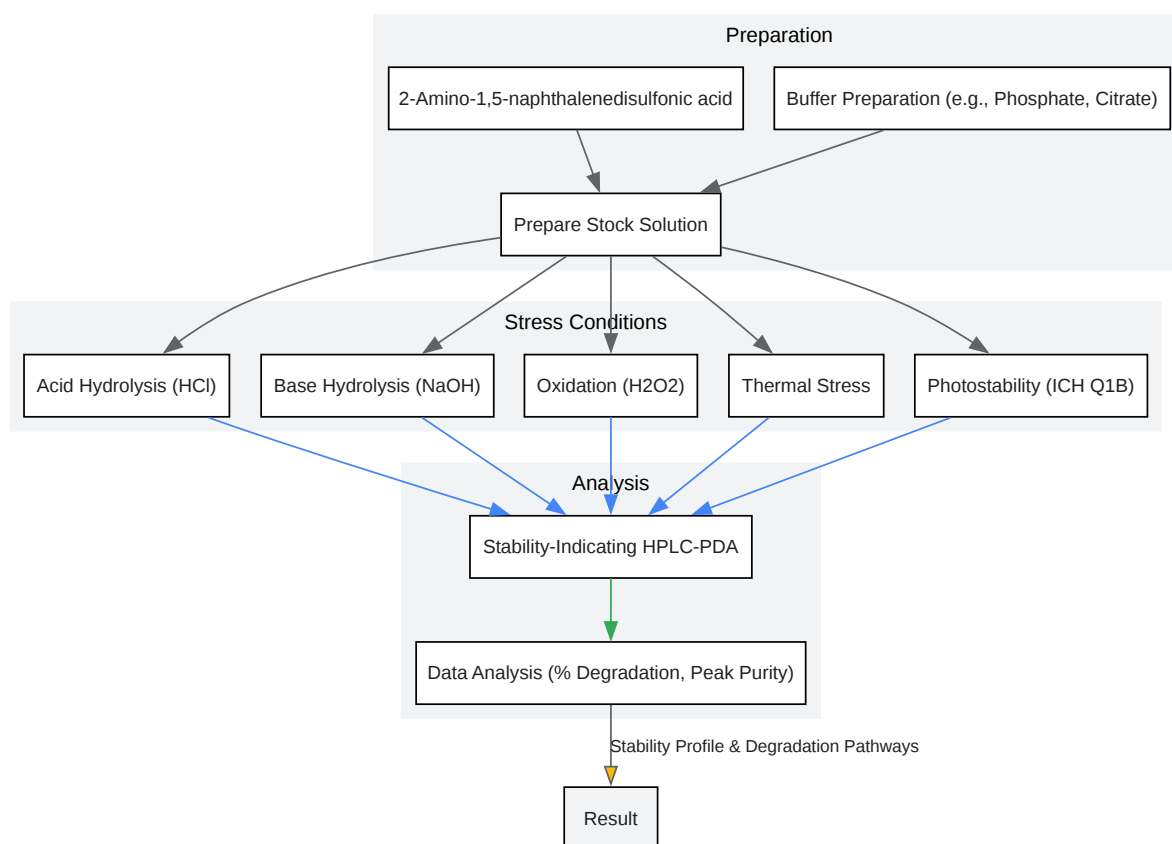 Preparation
2-Amino-1,5-naphthalenedisulfonic acid
Buffer Preparation (e.g., Phosphate, Citrate)
Prepare Stock Solution
Stress Conditions
Acid Hydrolysis (HCl)
Base Hydrolysis (NaOH)
Oxidation (H2O2)
Thermal Stress
Photostability (ICH Q1B)
Analysis
Stability-Indicating HPLC-PDA
Data Analysis (% Degradation, Peak Purity)
Stability Profile & Degradation Pathways
Result